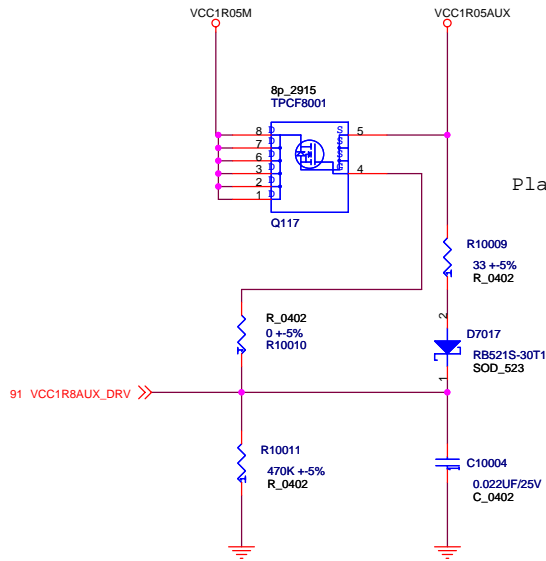 VCC1R05M
VCC1R05AUX
8p_2915
TPCF8001
8
D
S
5
7
D
S
6
D
S
3
D
G
4
2
D
1
D
Q117
Pla
R10009
33 +-5%
R_0402
R_0402
0 +-5%
R10010
2
D7017
RB521S-30T1
SOD_523
1
91 VCC1R8AUX_DRV
R10011
470K +-5%
R_0402
C10004
0.022UF/25V
C_0402